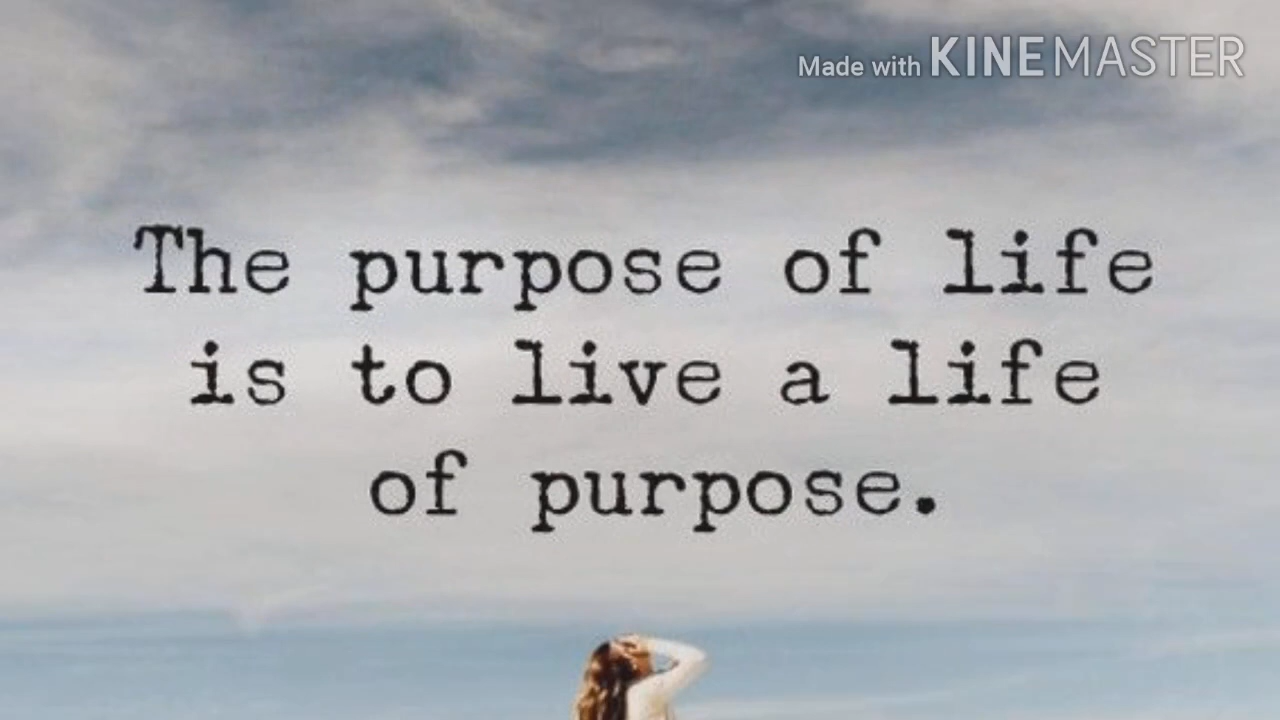 Made with KINEMASTER
The purpose of life
is to live a life
of purpose.